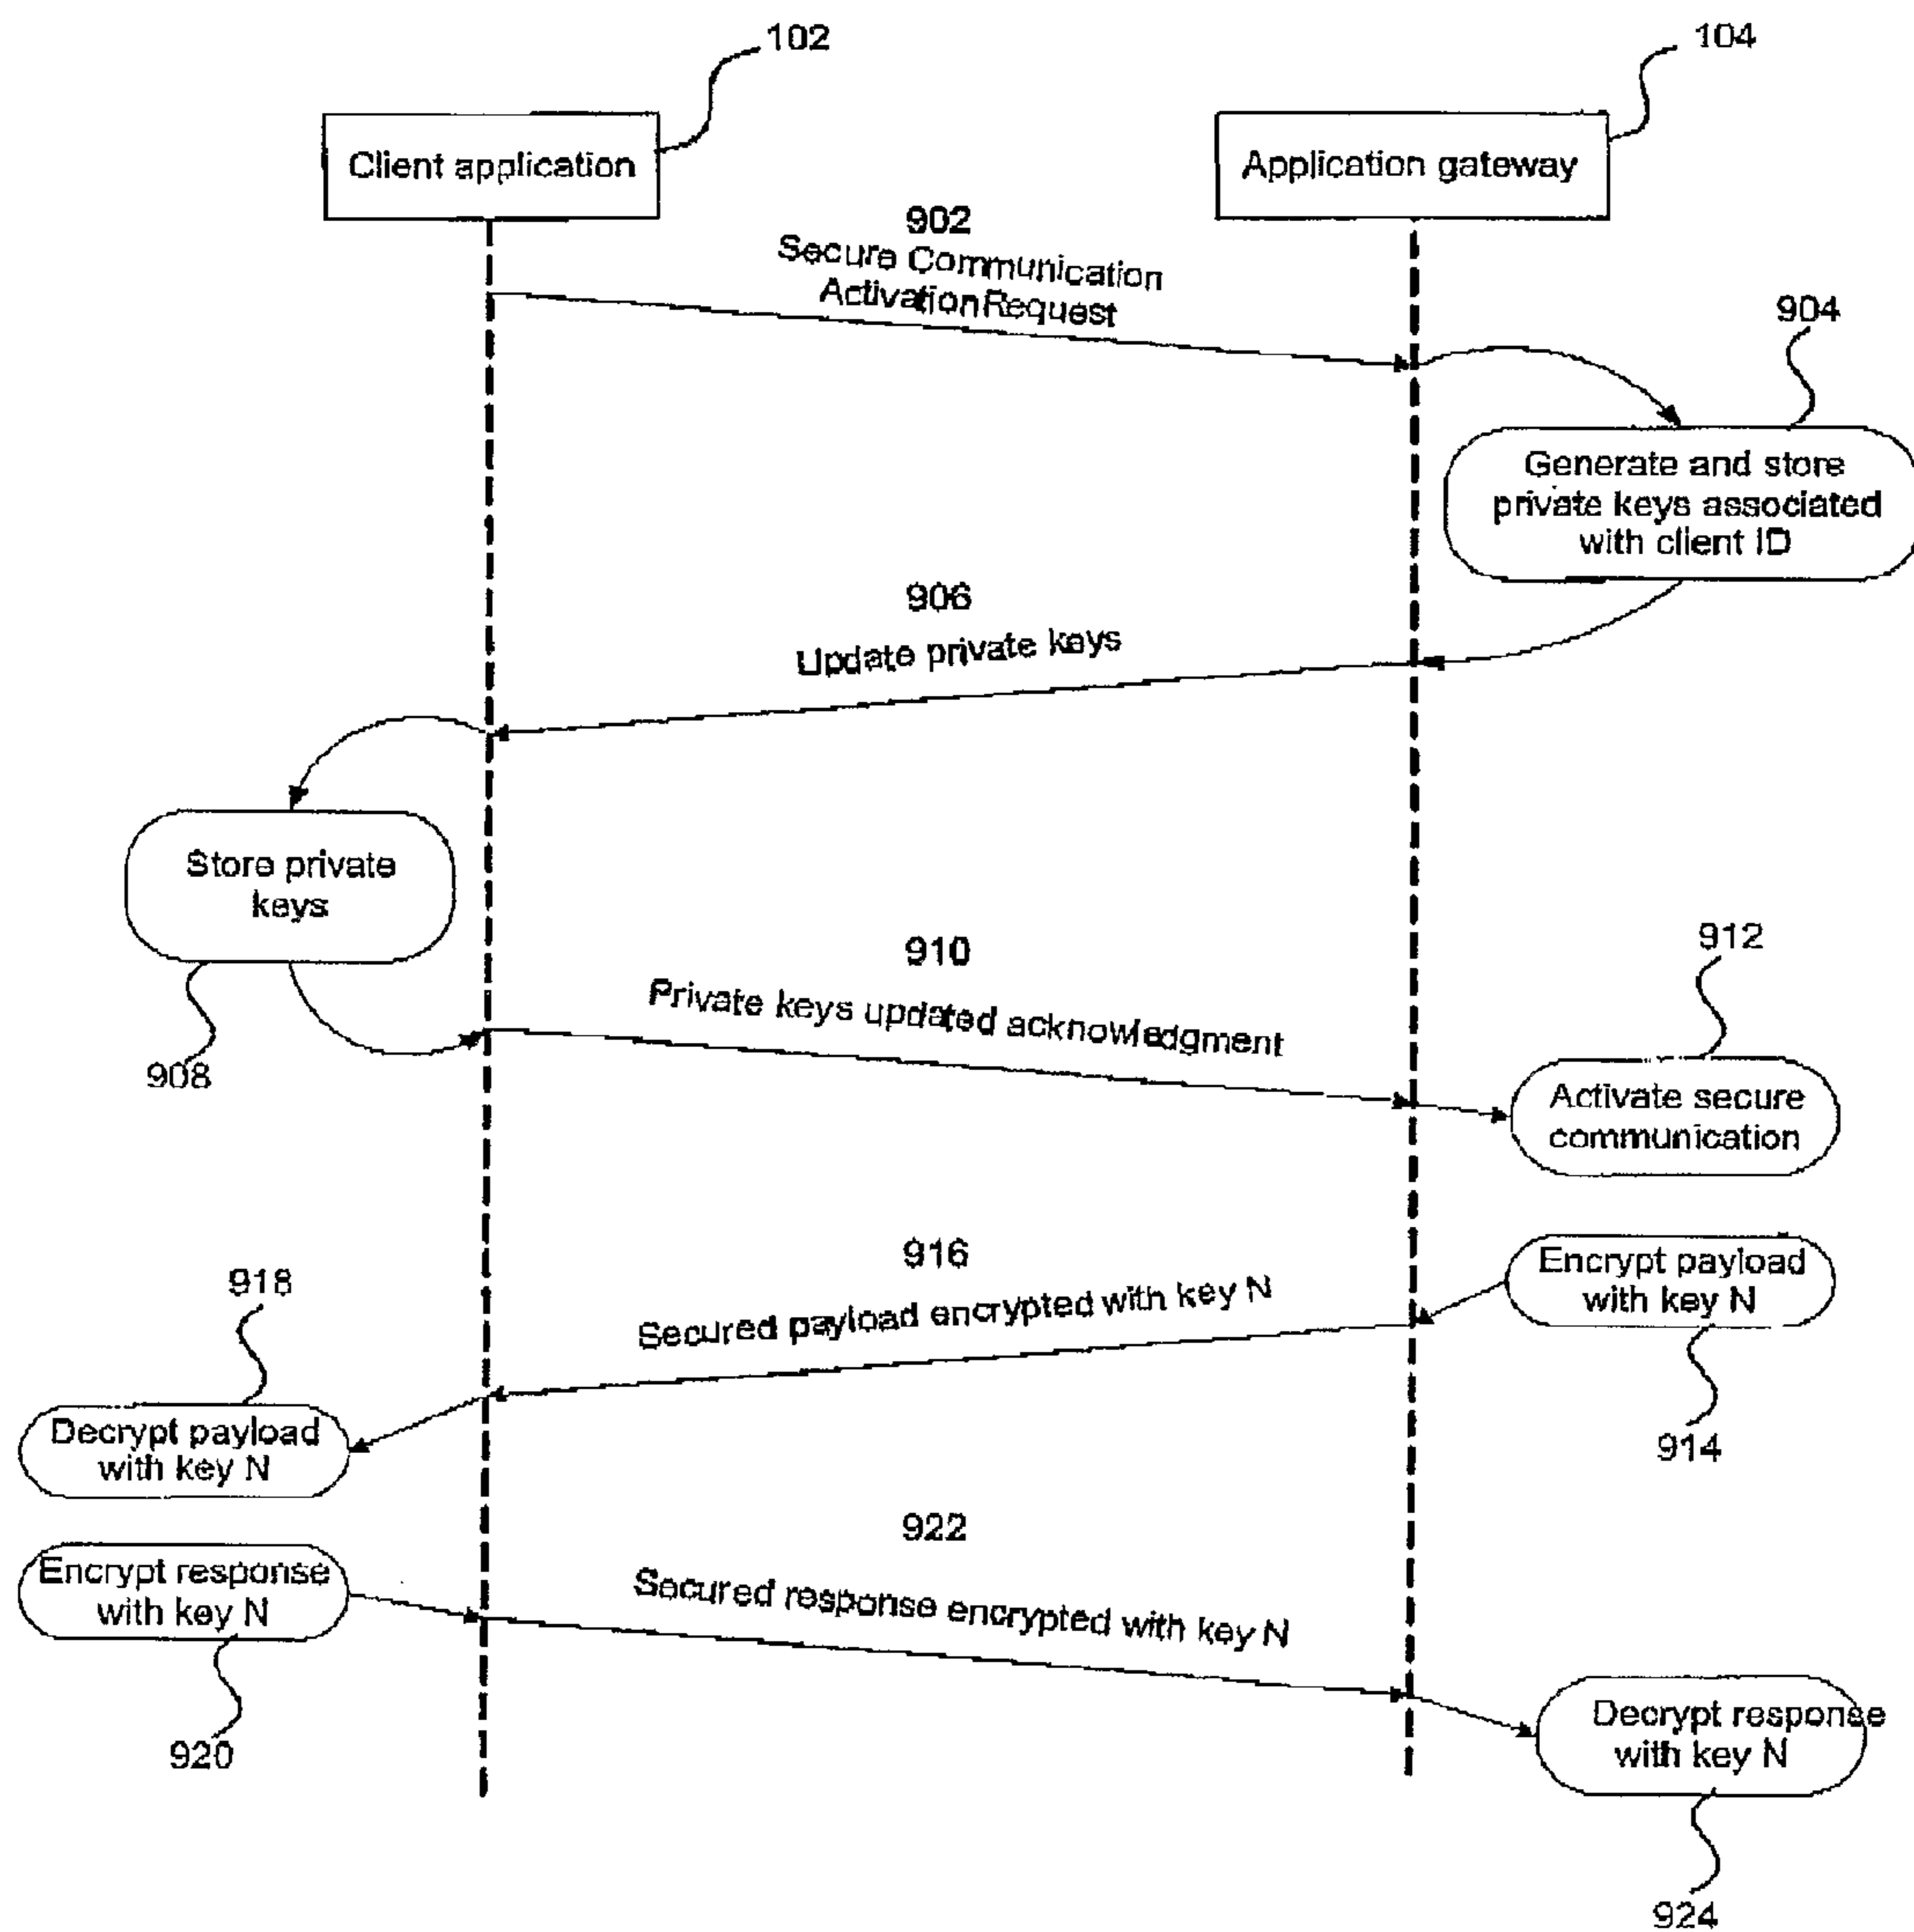 102
104
Client application
Application gateway
902
Secure Communication
Activation Request
904
Generate and store
private keys associated
with client ID
906
Update private keys
Store private
keys
908
910
Private keys updated acknowledgment
912
Activate secure
communication
Encrypt payload
with key N
914
916
Secured payload encrypted with key N
918
Decrypt payload
with key N
Encrypt response
with key N
920
922
Secured response encrypted with key N
Decrypt response
with key N
924